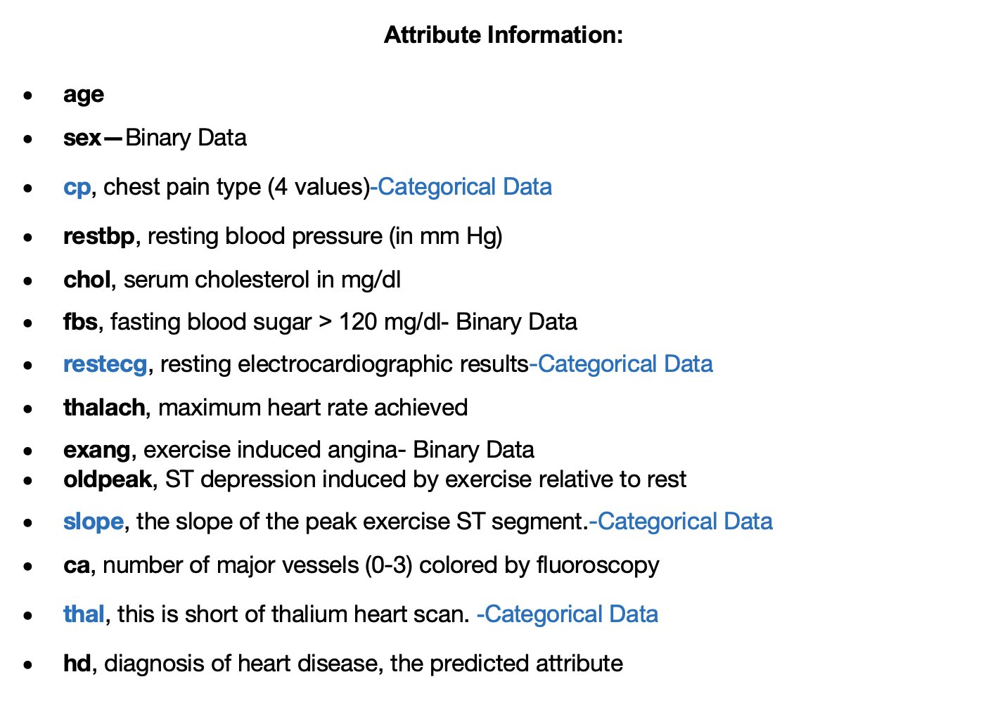 Attribute Information:
• age
• sex—Binary Data
• cp, chest pain type (4 values)-Categorical Data
• restbp, resting blood pressure (in mm Hg)
• chol, serum cholesterol in mg/dl
• fbs, fasting blood sugar > 120 mg/dl- Binary Data
• restecg, resting electrocardiographic results-Categorical Data
• thalach, maximum heart rate achieved
• exang, exercise induced angina- Binary Data
• oldpeak, ST depression induced by exercise relative to rest
• slope, the slope of the peak exercise ST segment.-Categorical Data
• ca, number of major vessels (0-3) colored by fluoroscopy
• thal, this is short of thalium heart scan. -Categorical Data
• hd, diagnosis of heart disease, the predicted attribute